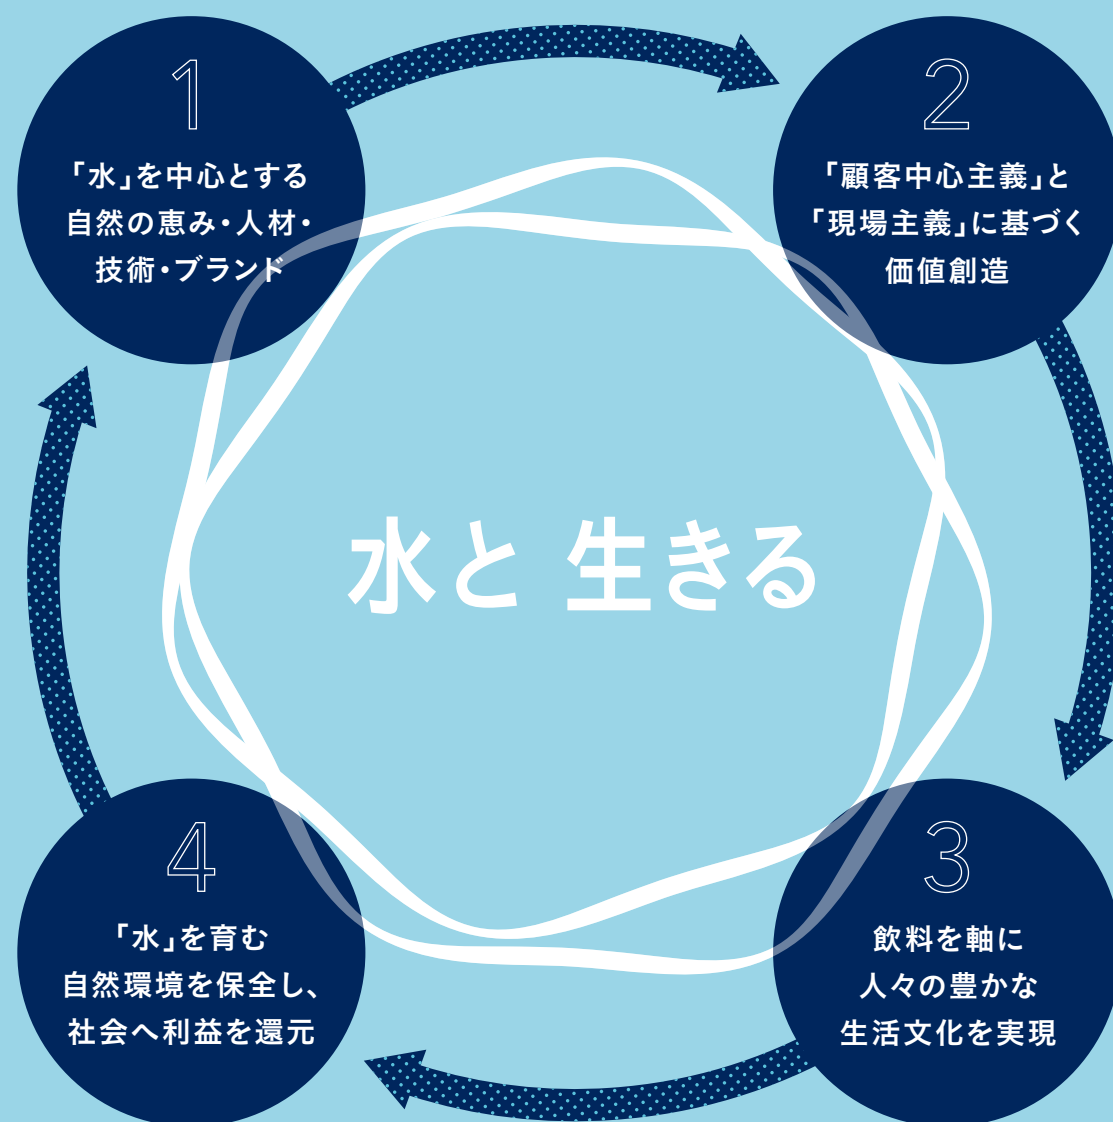 1
「水」を中心とする
自然の恵み・人材・
技術・ブランド
2
「顧客中心主義」と
「現場主義」に基づく
価値創造
水と 生きる
4
「水」を育む
自然環境を保全し、
社会へ利益を還元
3
飲料を軸に
人々の豊かな
生活文化を実現